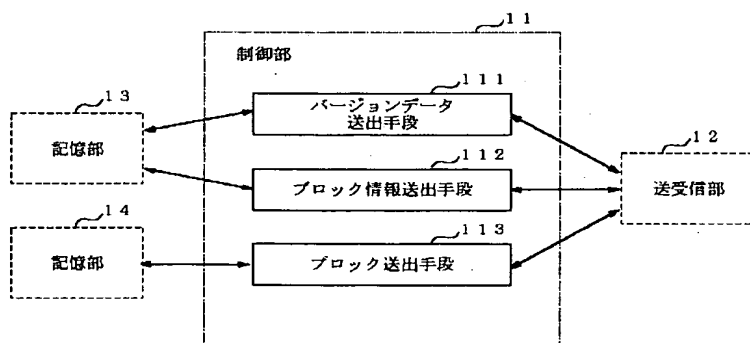 １１
制御部
１１１
１３
バージョンデータ
送出手段
記憶部
１１２
１２
ブロック情報送出手段
送受信部
１４
１１３
記憶部
ブロック送出手段